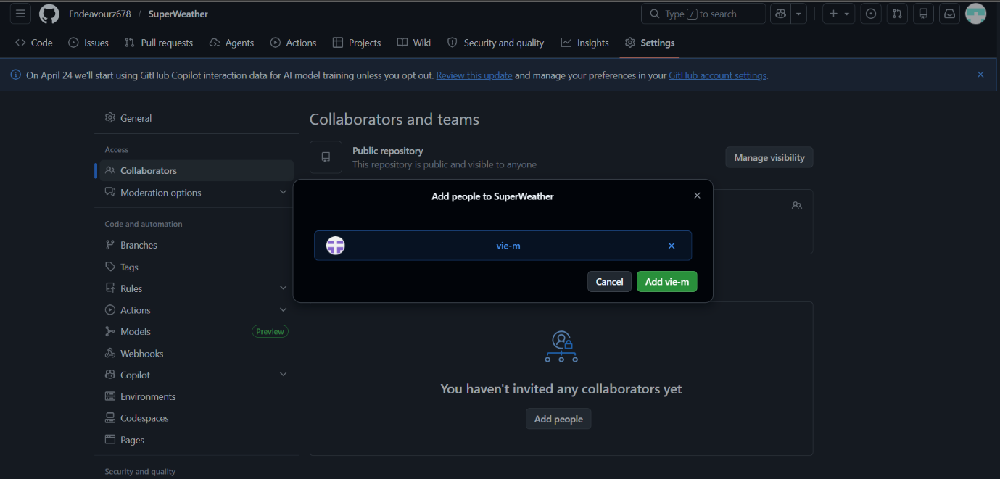 Endeavourz678 / SuperWeather
Type / to search
Code Issues Pull requests Agents Actions Projects Wiki Security and quality Insights Settings
On April 24 we'll start using GitHub Copilot interaction data for AI model training unless you opt out. Review this update and manage your preferences in your GitHub account settings.
General
Access
Collaborators
Moderation options
Code and automation
Branches
Tags
Rules
Actions
Models Preview
Webhooks
Copilot
Environments
Codespaces
Pages
Security and quality
Collaborators and teams
Public repository
This repository is public and visible to anyone
Manage visibility
Add people to SuperWeather
vie-m
Cancel Add vie-m
You haven't invited any collaborators yet
Add people